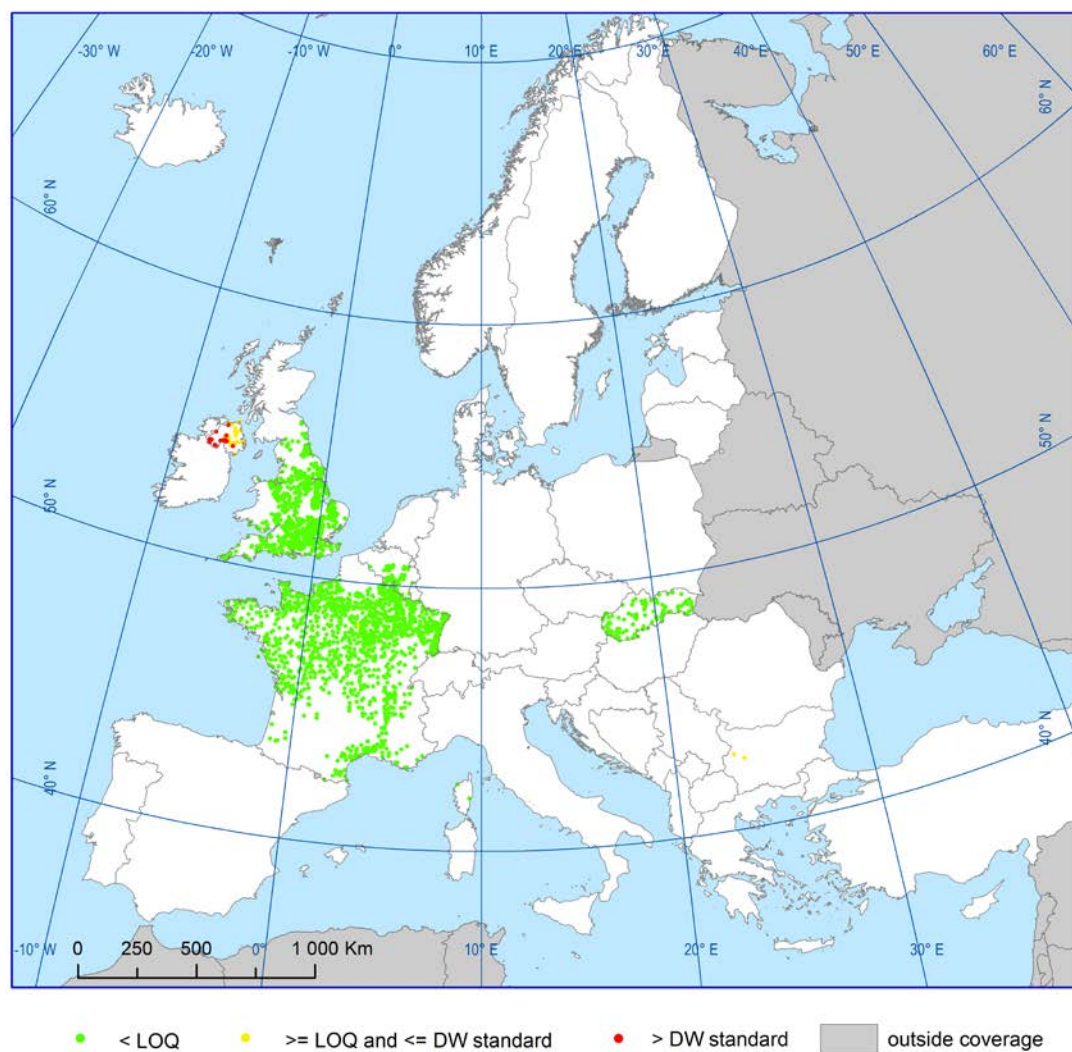 -30° W -20° W -10° W 0° 10° E 20° E 30° E 40° E 50° E 60° E
60° N
60° N
50° N
50° N
40° N
40° N
-10° W 0° 10° E 20° E 30° E
0 250 500 1 000 Km
< LOQ >= LOQ and <= DW standard > DW standard outside coverage